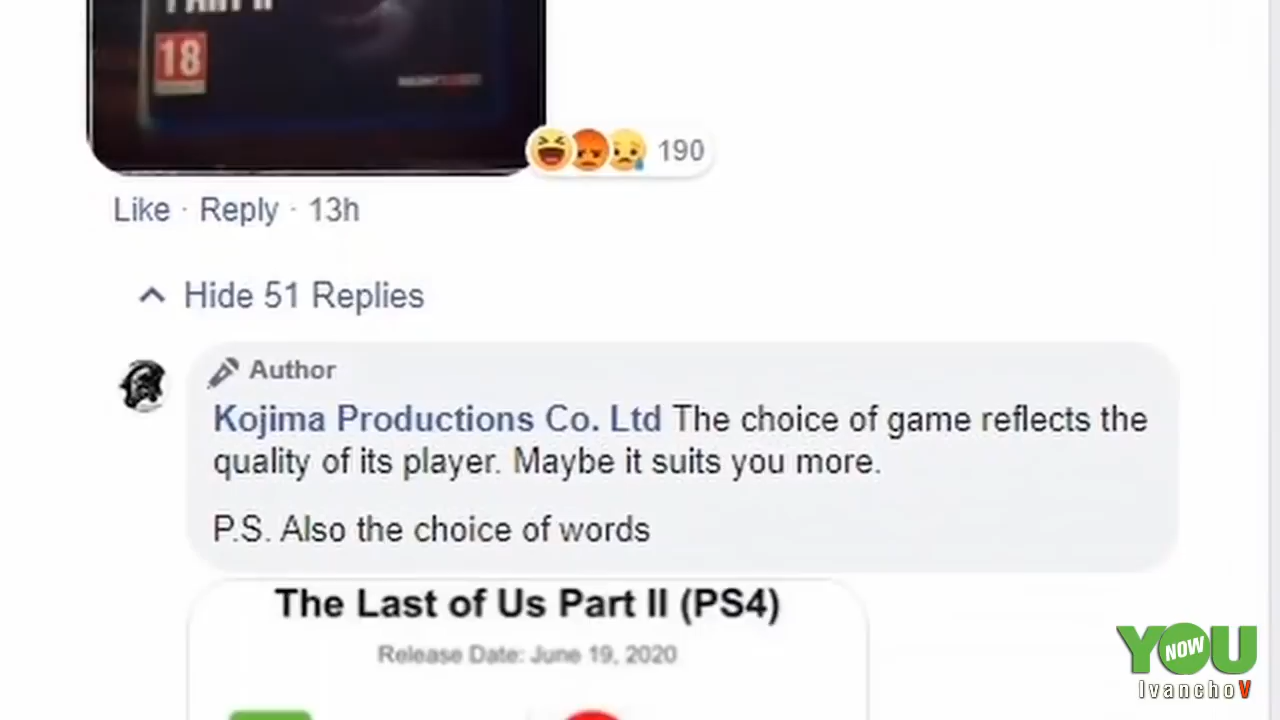 PART II
18
190
Like · Reply · 13h
Hide 51 Replies
Author
Kojima Productions Co. Ltd The choice of game reflects the
quality of its player. Maybe it suits you more.
P.S. Also the choice of words
The Last of Us Part II (PS4)
Release Date: June 19, 2020
YOU
NOW
IvanchoV